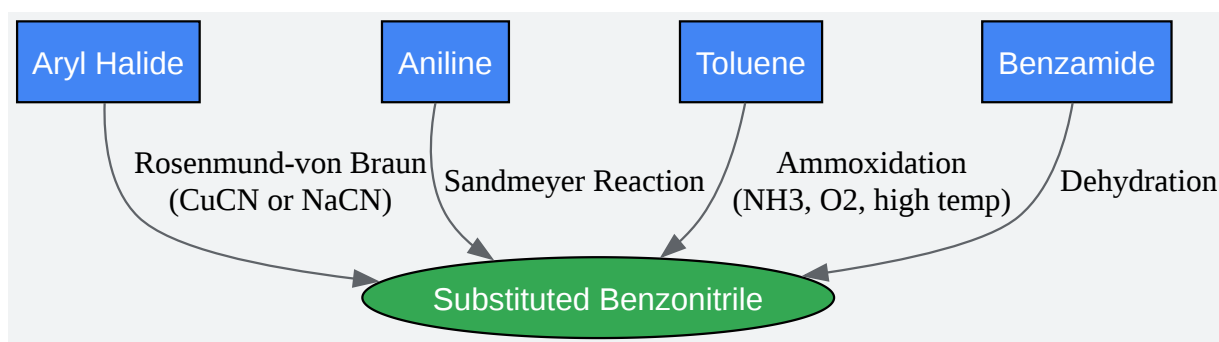 Aryl Halide
Aniline
Toluene
Benzamide
Rosenmund-von Braun
(CuCN or NaCN)
Sandmeyer Reaction
Ammoxidation
(NH3, O2, high temp)
Dehydration
Substituted Benzonitrile